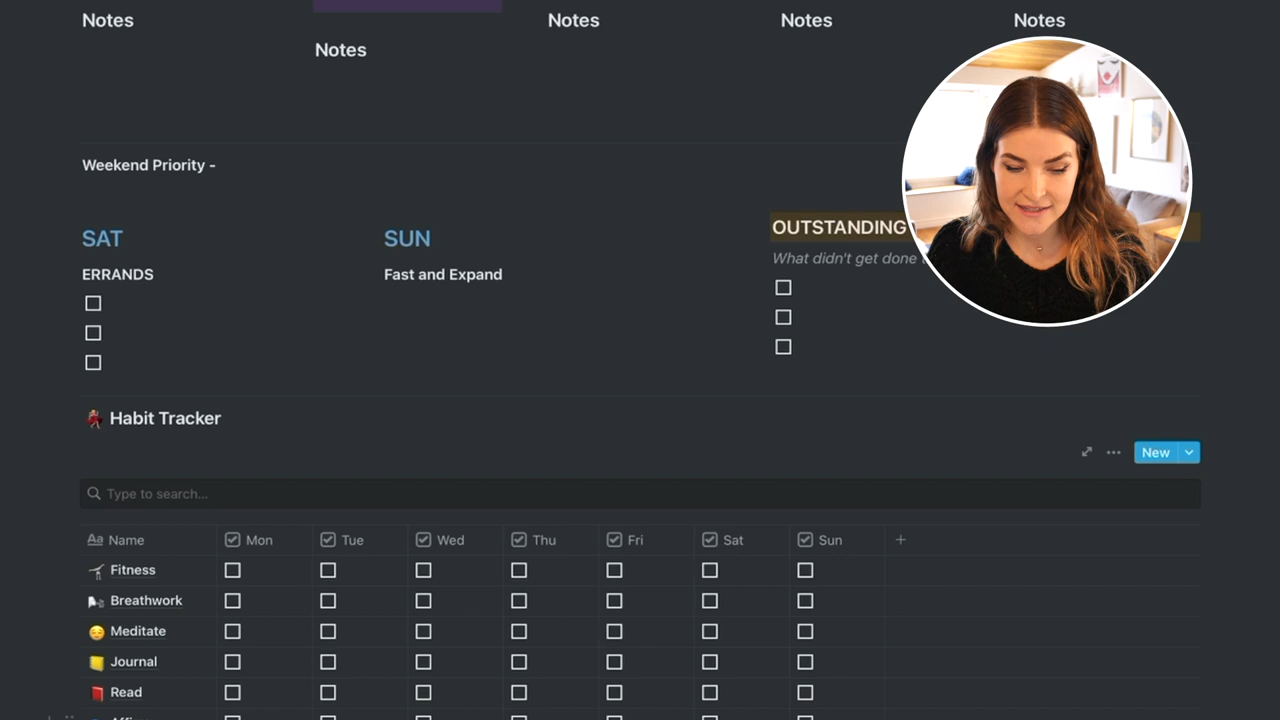 Notes
Notes
Notes
Notes
Notes
Weekend Priority -
SAT
SUN
OUTSTANDING
ERRANDS
Fast and Expand
What didn't get done
Habit Tracker
New
Type to search...
Aa Name Mon Tue Wed Thu Fri Sat Sun +
Fitness
Breathwork
Meditate
Journal
Read